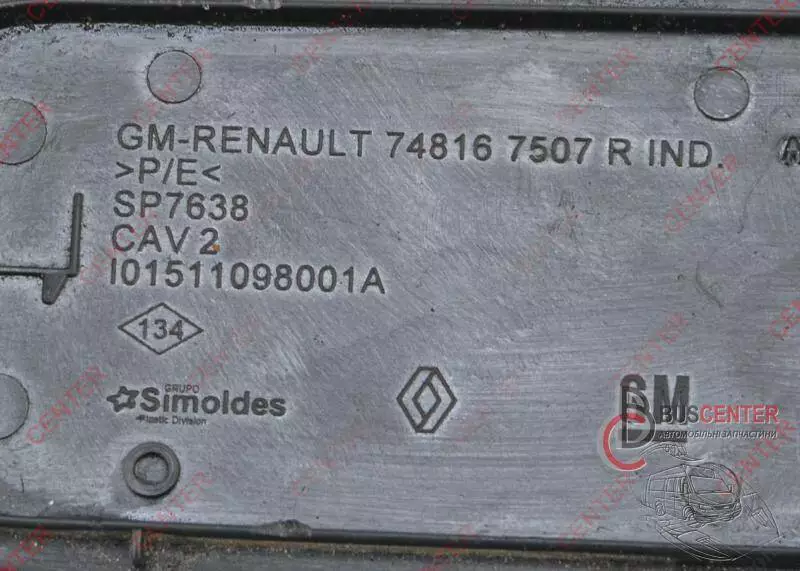 GM-RENAULT 74816 7507 R IND.
>P/E<
SP7638
CAV 2
I01511098001A
134
GRUPO
Simoldes
Plastic Division
GM
BUSCENTER
АВТОМОБІЛЬНІ ЗАПЧАСТИНИ